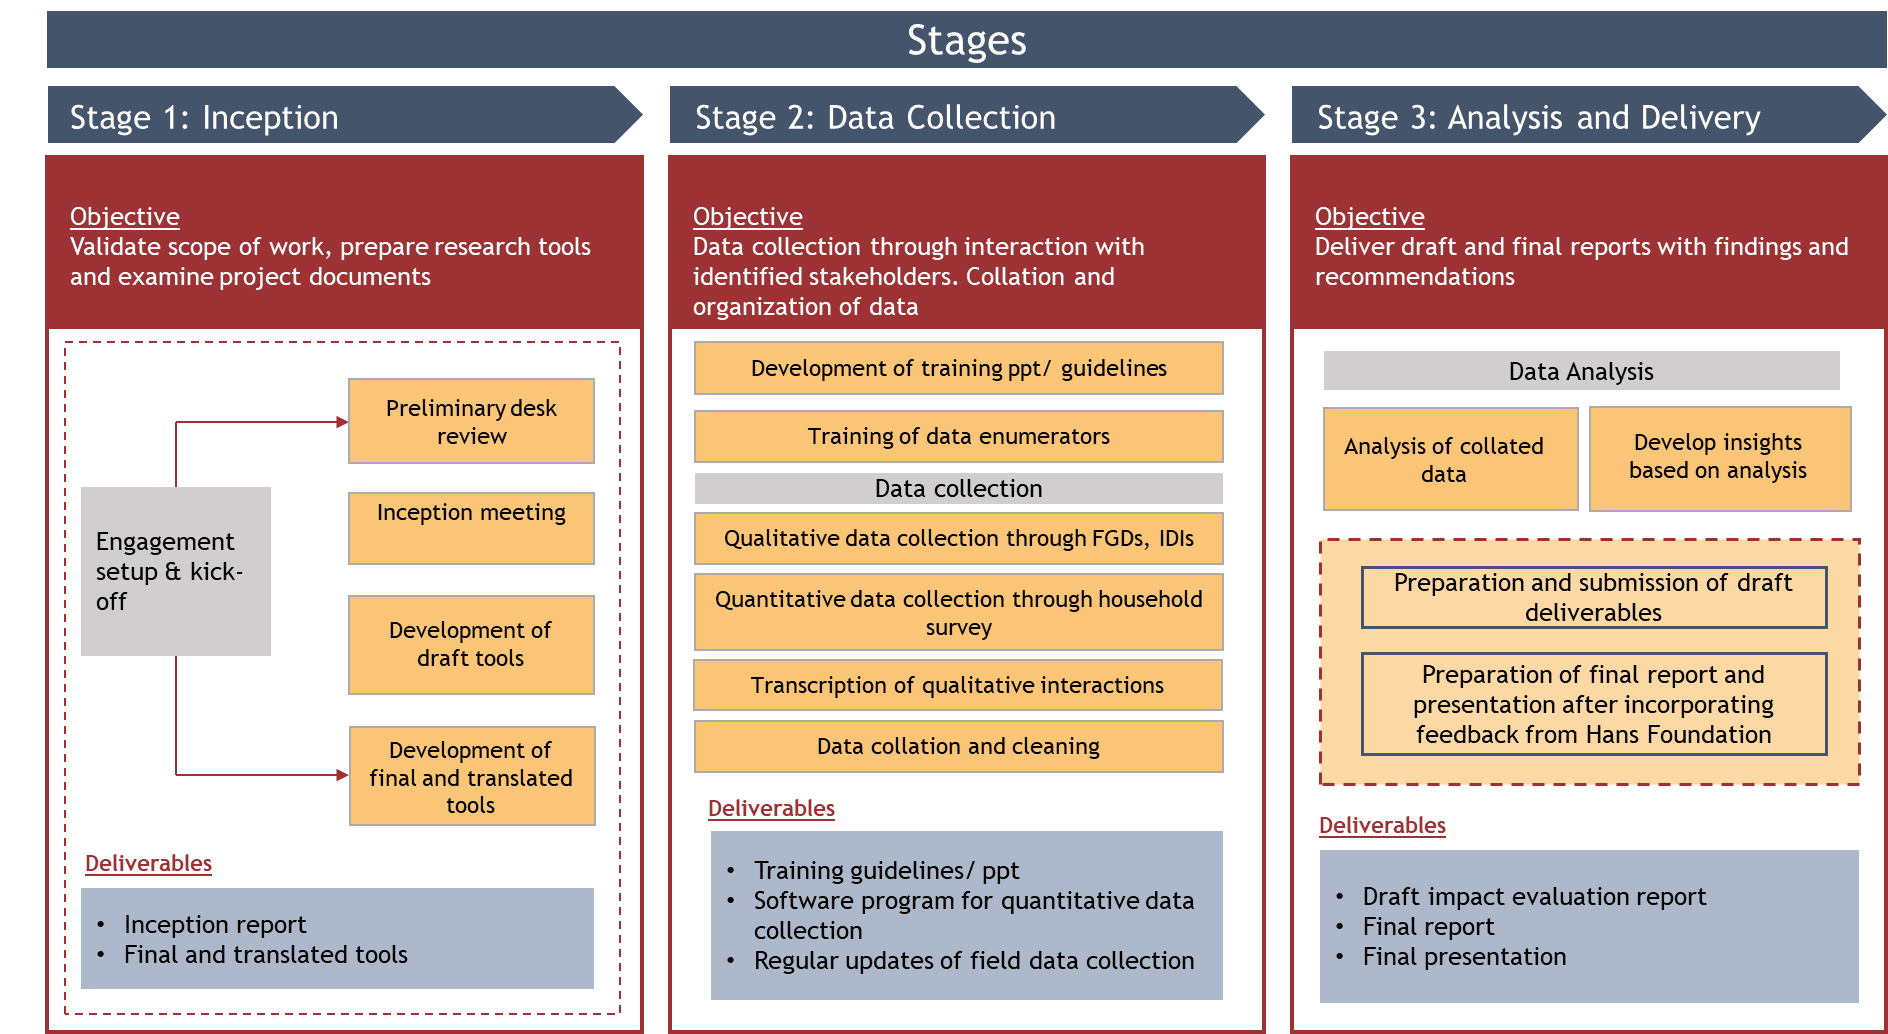 Stages
Stage 1: Inception
Objective
Validate scope of work, prepare research tools
and examine project documents
Preliminary desk
review
Inception meeting
Engagement
setup & kick-
off
Development of
draft tools
Development of
final and translated
tools
Deliverables
• Inception report
• Final and translated tools
Stage 2: Data Collection
Objective
Data collection through interaction with
identified stakeholders. Collation and
organization of data
Development of training ppt/ guidelines
Training of data enumerators
Data collection
Qualitative data collection through FGDs, IDIs
Quantitative data collection through household
survey
Transcription of qualitative interactions
Data collation and cleaning
Deliverables
• Training guidelines/ ppt
• Software program for quantitative data
collection
• Regular updates of field data collection
Stage 3: Analysis and Delivery
Objective
Deliver draft and final reports with findings and
recommendations
Data Analysis
Analysis of collated
data
Develop insights
based on analysis
Preparation and submission of draft
deliverables
Preparation of final report and
presentation after incorporating
feedback from Hans Foundation
Deliverables
• Draft impact evaluation report
• Final report
• Final presentation